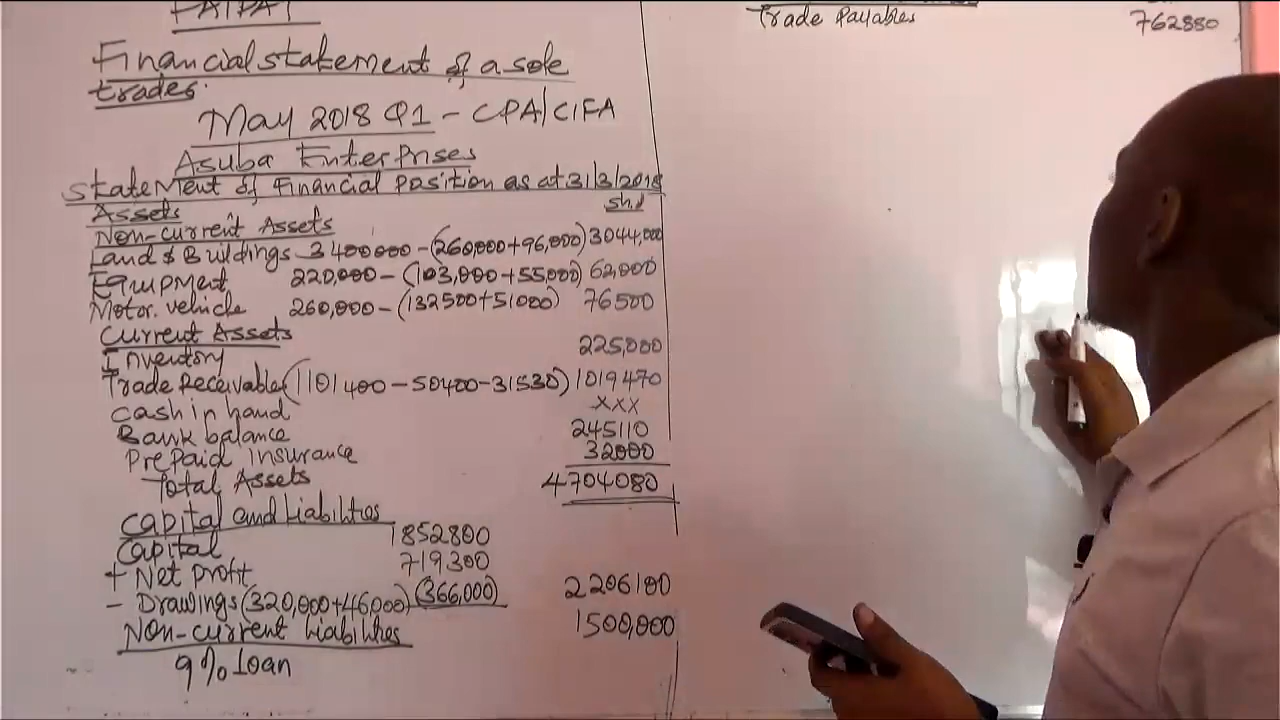 PA1PA1
Financial statement of a sole
trades.
May 2018 Q1 - CPA/CIFA
Asuba Enterprises
statement of Financial Position as at 31/3/2018
Assets
sh.s
Non-current Assets
Land & Buildings 3400000 - (260,000+96,000) 3044,000
Equipment 220,000 - (103,000+55,000) 62,000
Motor vehicle 260,000 - (132500+51000) 76500
Current Assets
Inventory 225,000
Trade Receivables (1101400 - 50400 - 31530) 1019470
cash in hand xxx
Bank balance 245110
Prepaid insurance 32000
Total Assets 4704080
Capital and Liabilities
Capital 1852800
+ Net profit 719300
- Drawings (320,000+46,000) (366,000) 2206100
Non-current Liabilities 1500,000
9% loan
Trade Payables 762880